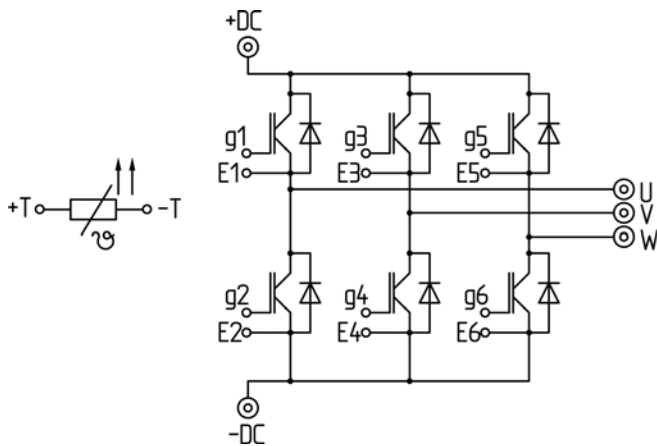 +DC
g1 g3 g5
E1 E3 E5
+T -T
ϑ
U
V
W
g2 g4 g6
E2 E4 E6
-DC